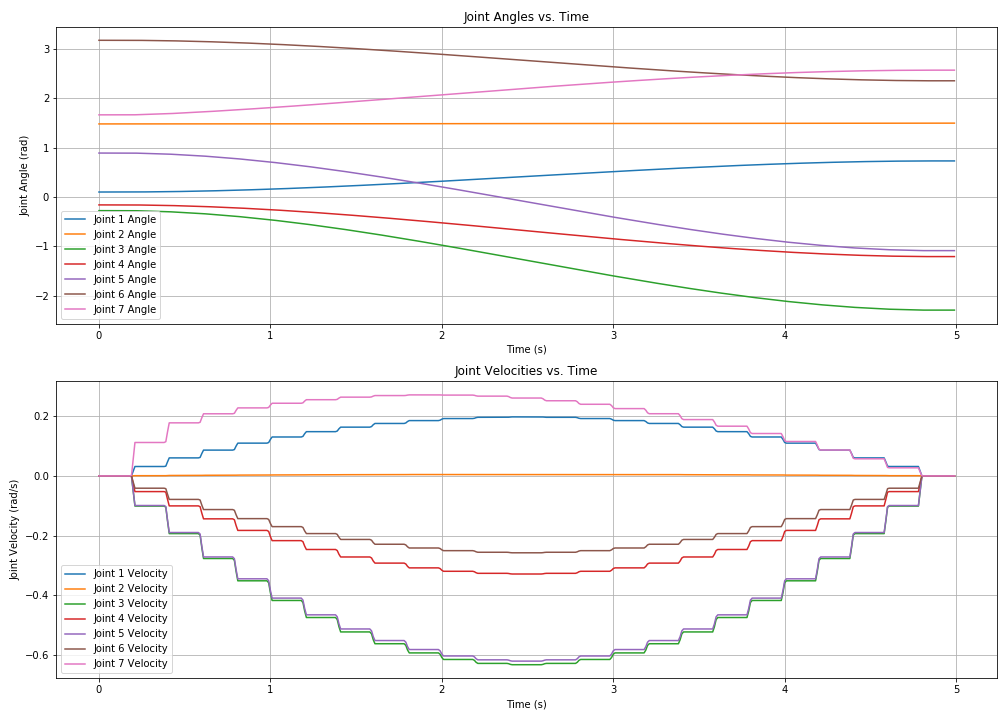 Joint Angles vs. Time
Joint Angle (rad)
3
2
1
0
−1
−2
Joint 1 Angle
Joint 2 Angle
Joint 3 Angle
Joint 4 Angle
Joint 5 Angle
Joint 6 Angle
Joint 7 Angle
0 1 2 3 4 5
Time (s)
Joint Velocities vs. Time
Joint Velocity (rad/s)
0.2
0.0
−0.2
−0.4
−0.6
Joint 1 Velocity
Joint 2 Velocity
Joint 3 Velocity
Joint 4 Velocity
Joint 5 Velocity
Joint 6 Velocity
Joint 7 Velocity
0 1 2 3 4 5
Time (s)